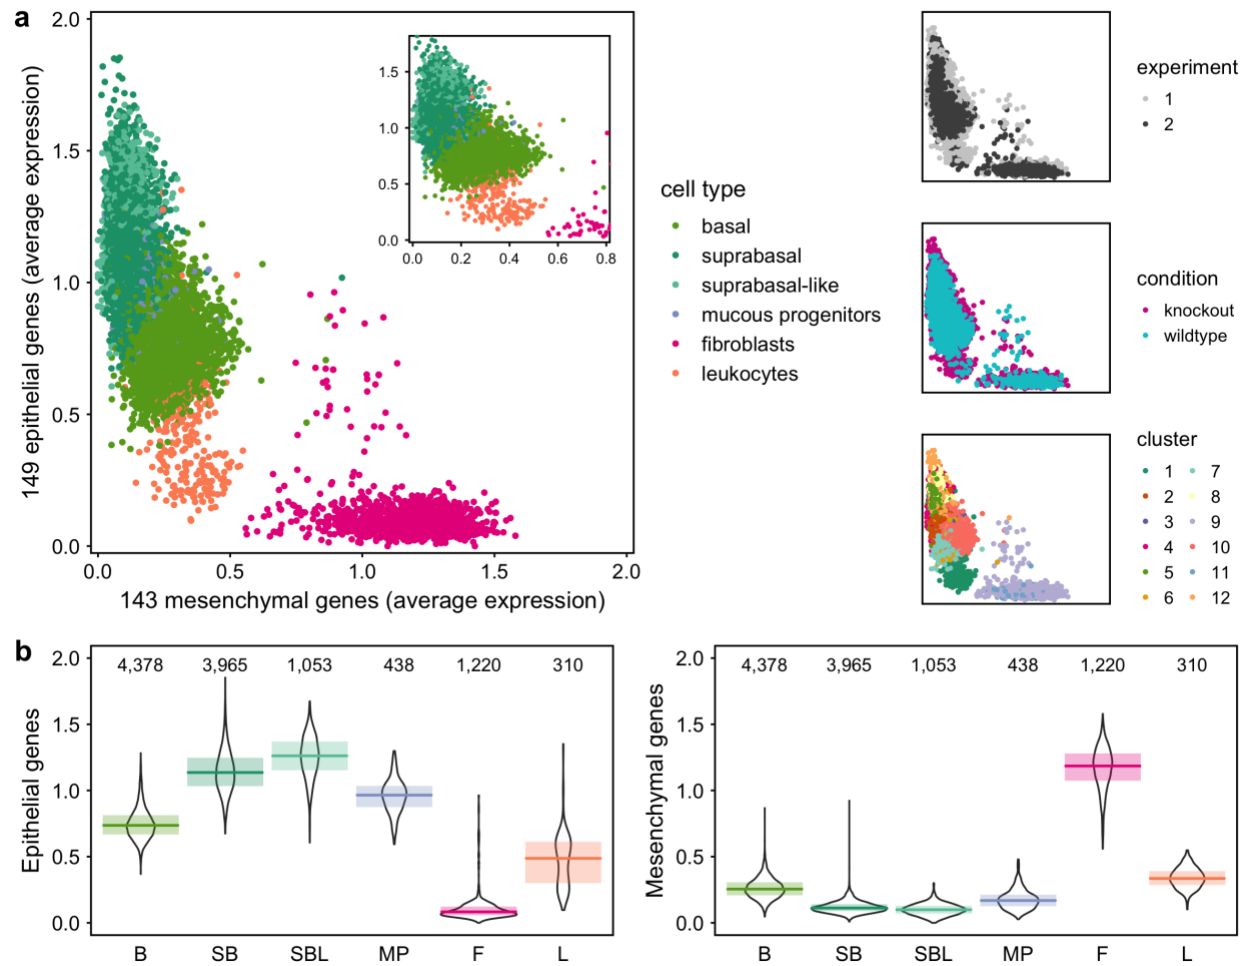 a
2.0
1.5
1.0
0.5
0.0
149 epithelial genes (average expression)
0.0 0.5 1.0 1.5 2.0
143 mesenchymal genes (average expression)
1.5
1.0
0.5
0.0
0.0 0.2 0.4 0.6 0.8
cell type
basal
suprabasal
suprabasal-like
mucous progenitors
fibroblasts
leukocytes
experiment
1
2
condition
knockout
wildtype
cluster
1 7
2 8
3 9
4 10
5 11
6 12
b
Epithelial genes
2.0
1.5
1.0
0.5
0.0
4,378 3,965 1,053 438 1,220 310
B SB SBL MP F L
Mesenchymal genes
2.0
1.5
1.0
0.5
0.0
4,378 3,965 1,053 438 1,220 310
B SB SBL MP F L